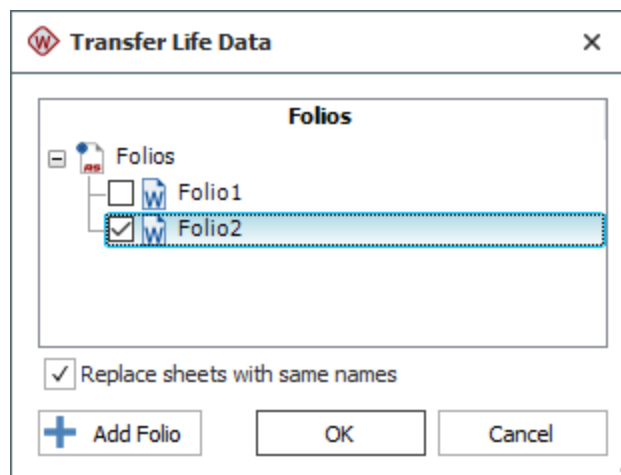 Transfer Life Data
Folios
Folios
Folio1
Folio2
Replace sheets with same names
Add Folio OK Cancel